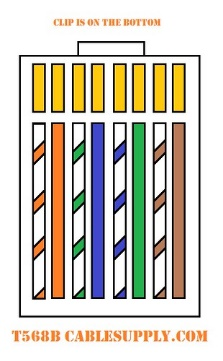 CLIP IS ON THE BOTTOM
T568B CABLESUPPLY.COM